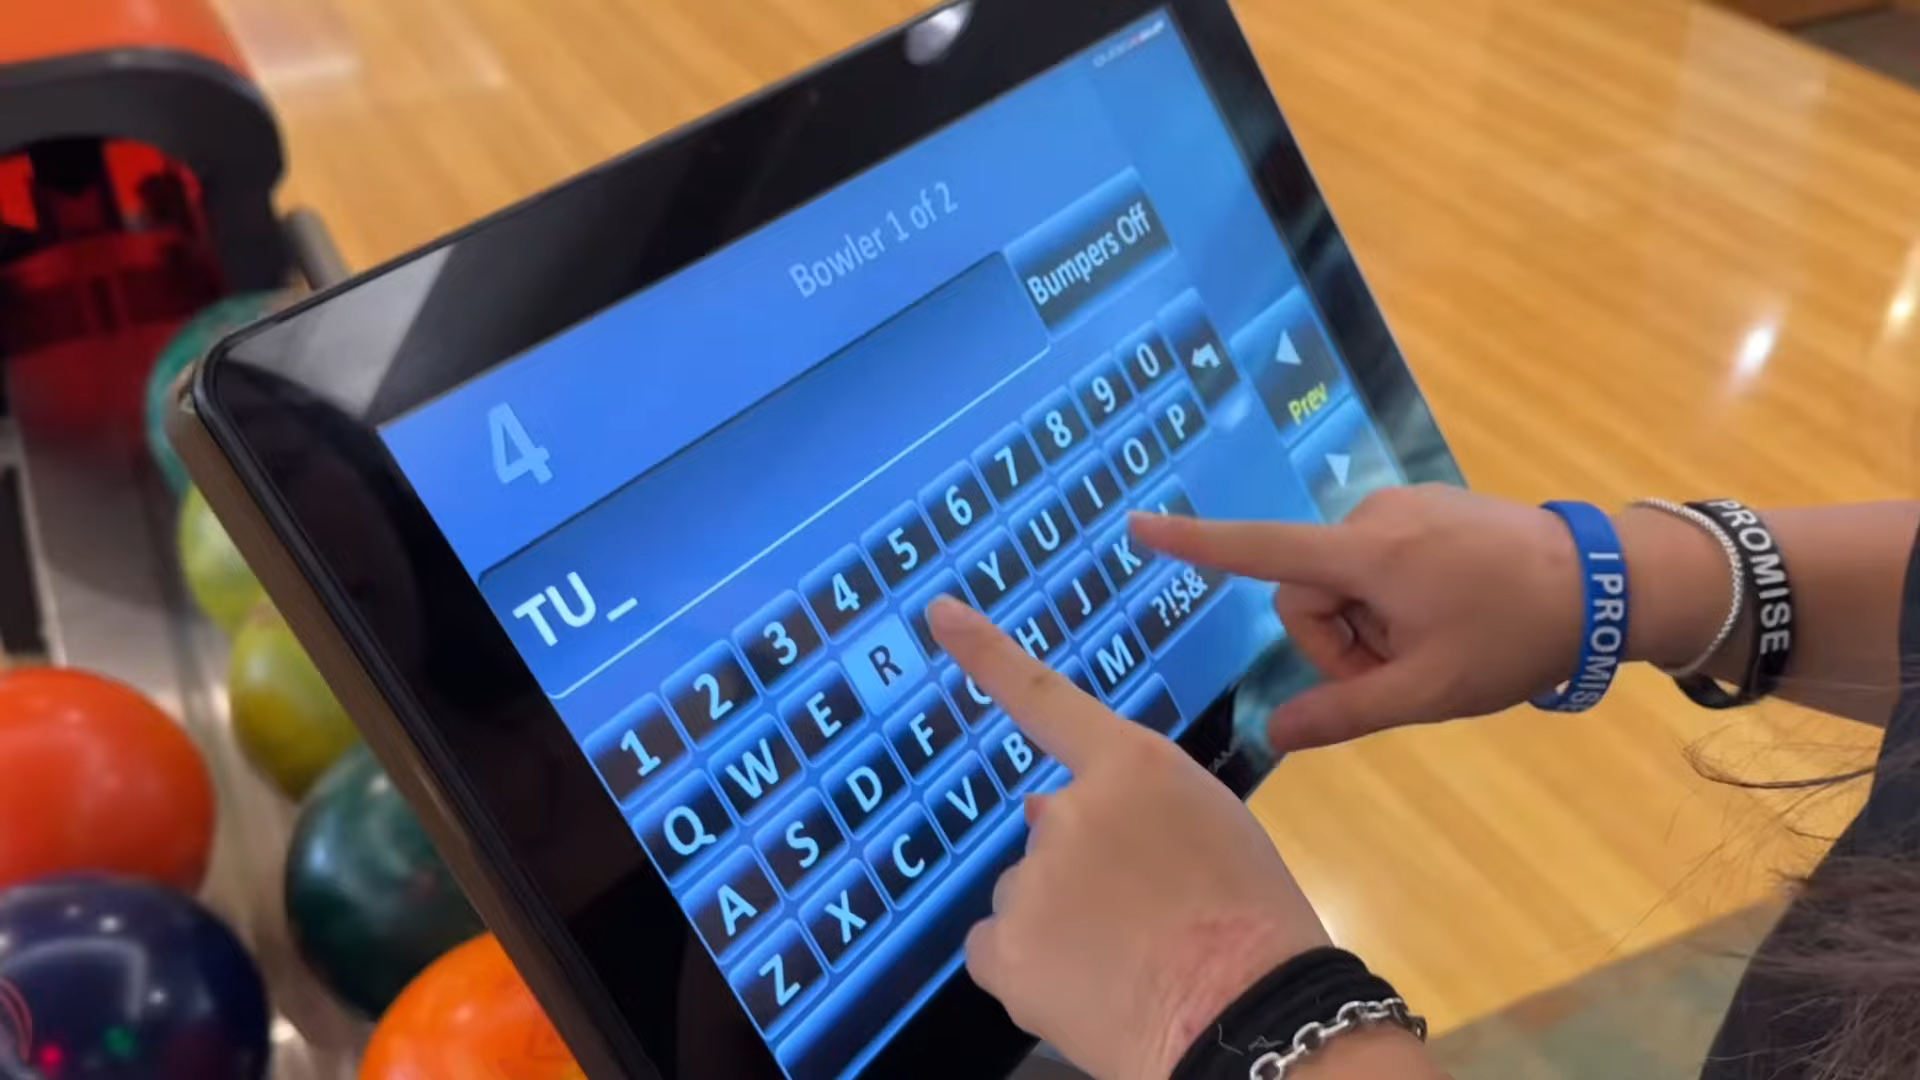 Bowler 1 of 2
4
Bumpers Off
TU_
1 2 3 4 5 6 7 8 9 0
Q W E R Y U I O P
A S D F H J K
Z X C V B M ?!$&
Prev
I PROMISE
PROMISE